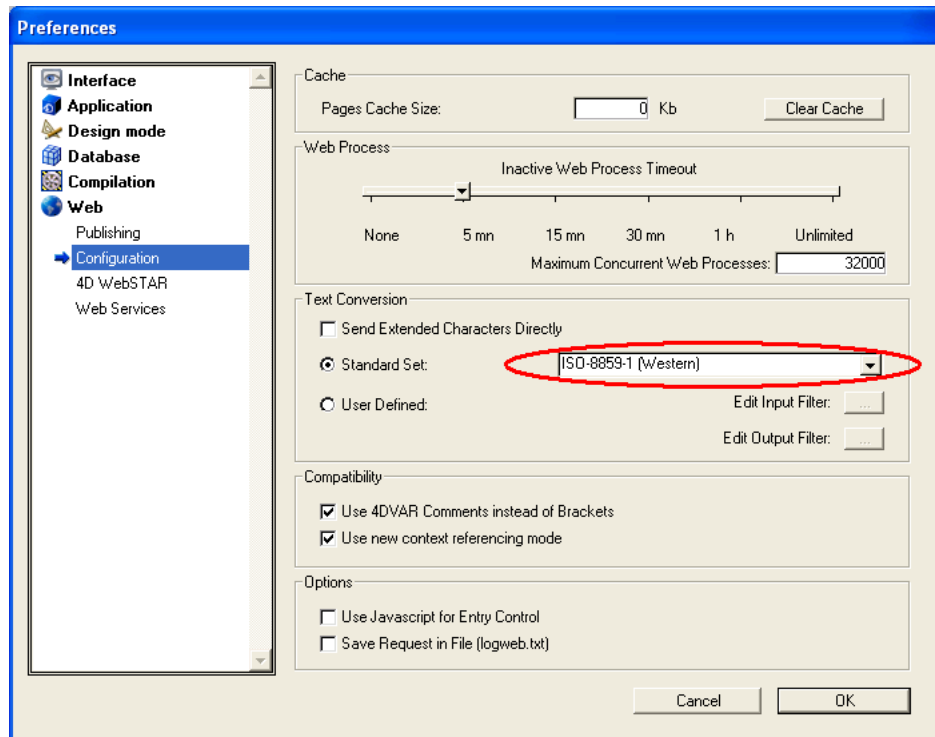 Preferences
Interface
Application
Design mode
Database
Compilation
Web
Publishing
Configuration
4D WebSTAR
Web Services
Cache
Pages Cache Size: 0 Kb Clear Cache
Web Process
Inactive Web Process Timeout
None 5 mn 15 mn 30 mn 1 h Unlimited
Maximum Concurrent Web Processes: 32000
Text Conversion
Send Extended Characters Directly
Standard Set: ISO-8859-1 (Western)
User Defined: Edit Input Filter: ...
Edit Output Filter: ...
Compatibility
Use 4DVAR Comments instead of Brackets
Use new context referencing mode
Options
Use Javascript for Entry Control
Save Request in File (logweb.txt)
Cancel OK